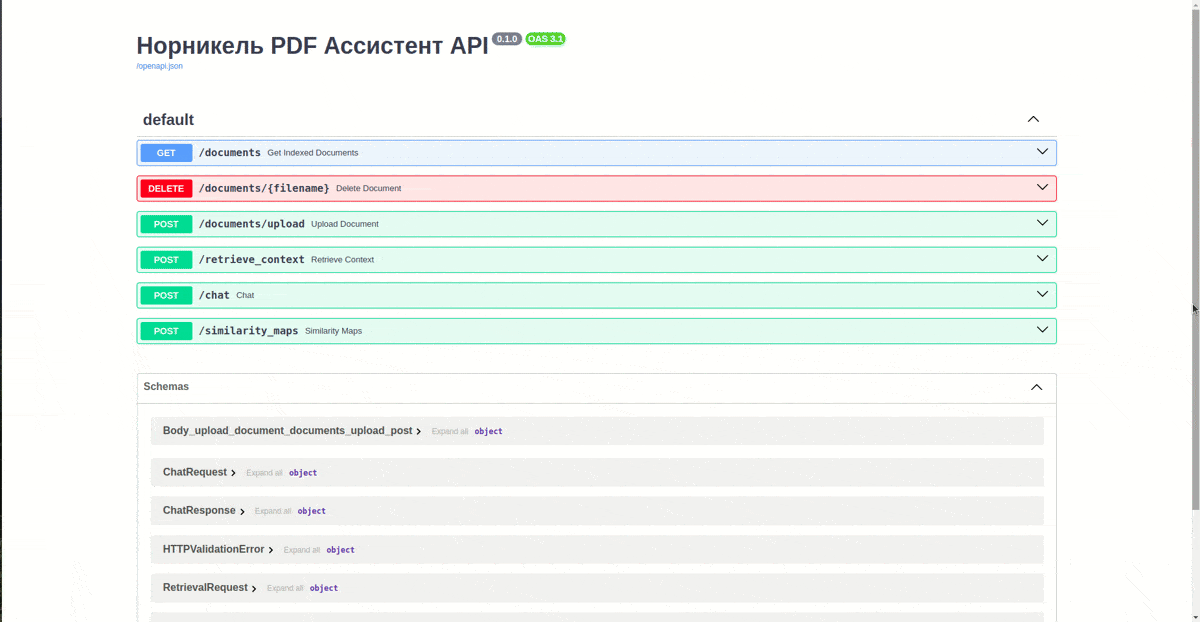 Норникель PDF Ассистент API 0.1.0 OAS 3.1
/openapi.json
default
GET /documents Get Indexed Documents
DELETE /documents/{filename} Delete Document
POST /documents/upload Upload Document
POST /retrieve_context Retrieve Context
POST /chat Chat
POST /similarity_maps Similarity Maps
Schemas
Body_upload_document_documents_upload_post Expand all object
ChatRequest Expand all object
ChatResponse Expand all object
HTTPValidationError Expand all object
RetrievalRequest Expand all object